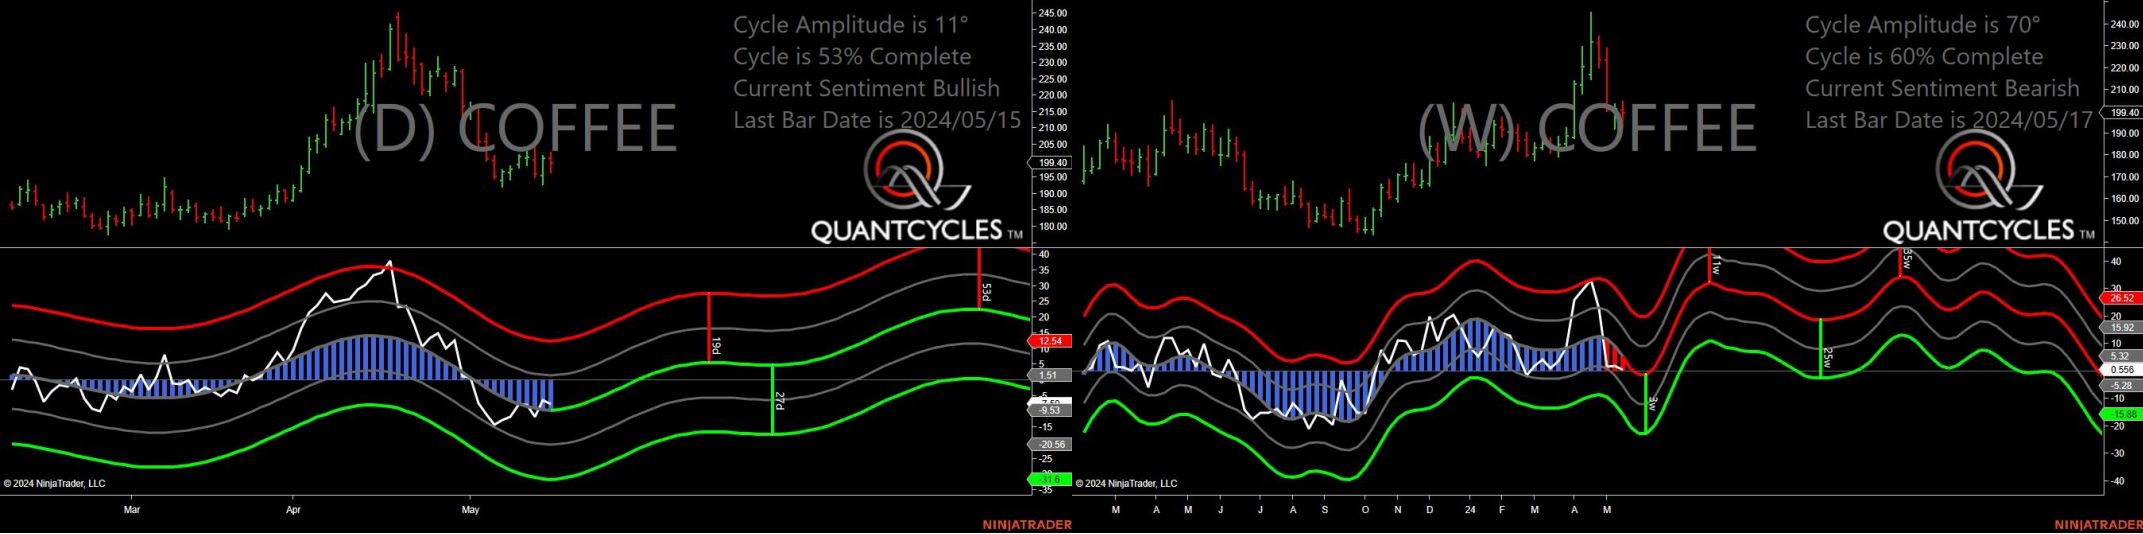 Cycle Amplitude is 11°
Cycle is 53% Complete
Current Sentiment Bullish
Last Bar Date is 2024/05/15
(D) COFFEE
QUANTCYCLES TM
245.00
240.00
235.00
230.00
225.00
220.00
215.00
210.00
205.00
199.40
195.00
190.00
185.00
180.00
40
35
30
25
20
15
12.54
10
1.51
-9.53
-15
-20.56
-25
-31.6
-35
19d
27d
53d
© 2024 NinjaTrader, LLC
Mar Apr May
NINJATRADER
Cycle Amplitude is 70°
Cycle is 60% Complete
Current Sentiment Bearish
Last Bar Date is 2024/05/17
(W) COFFEE
QUANTCYCLES TM
240.00
230.00
220.00
210.00
199.40
190.00
180.00
170.00
160.00
150.00
40
30
26.52
20
15.92
10
5.32
0.556
-5.28
-10
-15.88
-20
-30
-40
3w
11w
25w
35w
© 2024 NinjaTrader, LLC
M A M J J A S O N D 24 F M A M
NINJATRADER